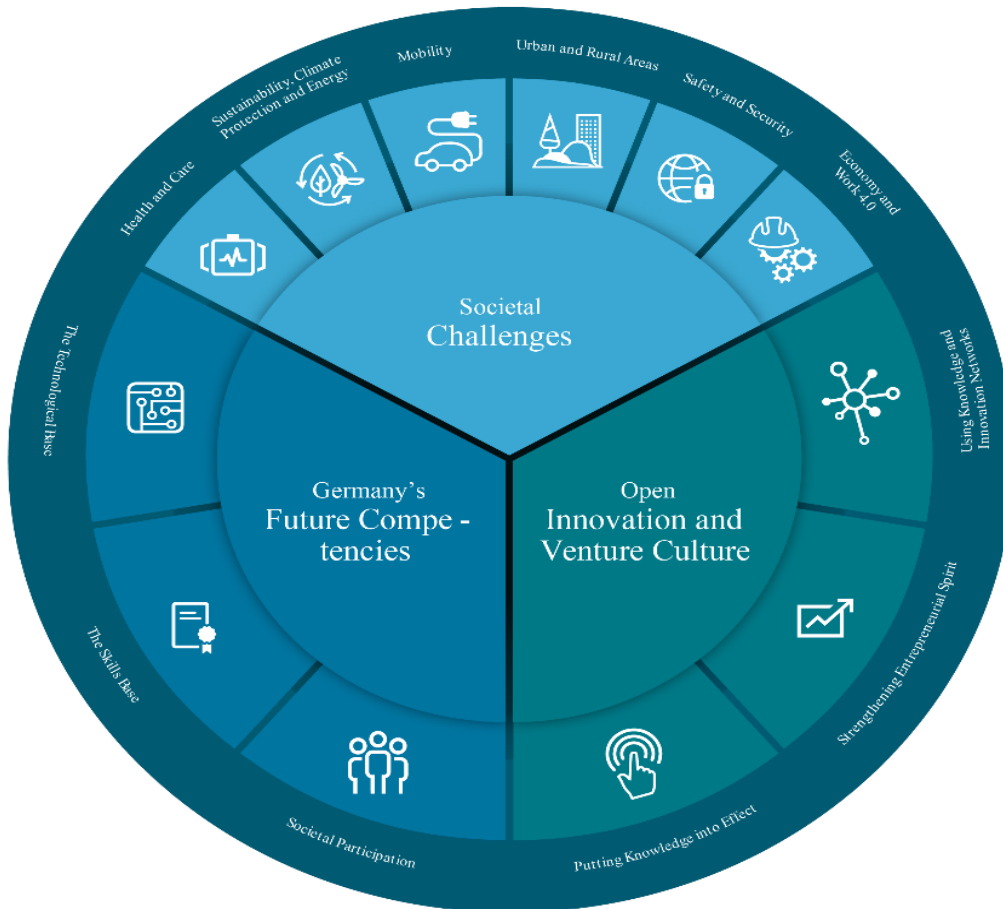 Health and Care
Sustainability, Climate
Protection and Energy
Mobility
Urban and Rural Areas
Safety and Security
Economy and
Work 4.0
Societal
Challenges
The Technological Base
The Skills Base
Societal Participation
Germany's
Future Compe -
tencies
Using Knowledge and
Innovation Networks
Strengthening Entrepreneurial Spirit
Putting Knowledge into Effect
Open
Innovation and
Venture Culture